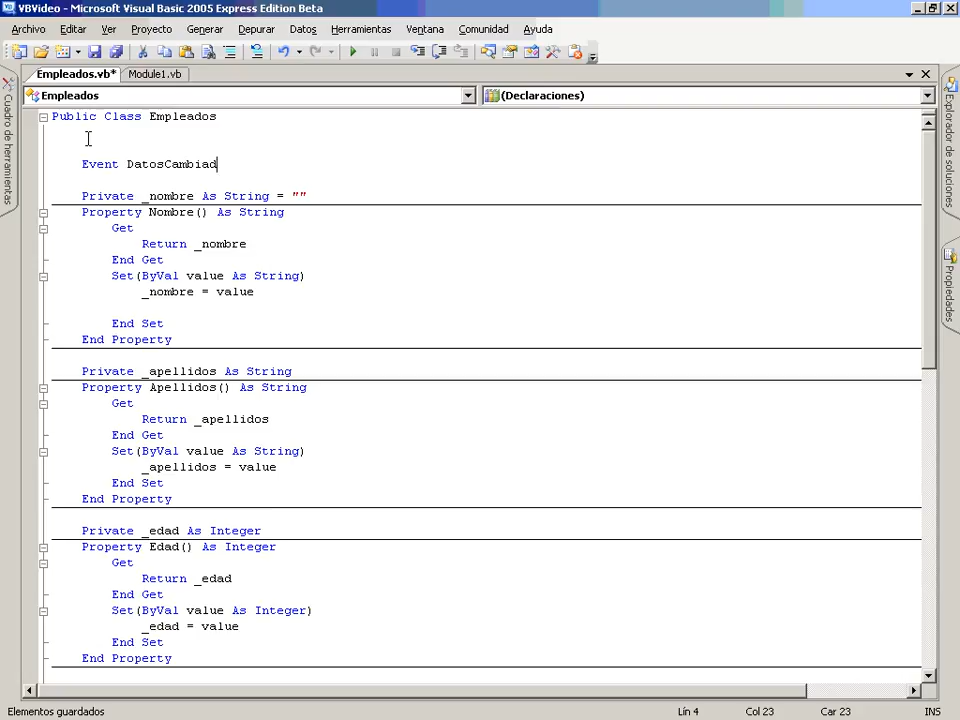 VBVideo - Microsoft Visual Basic 2005 Express Edition Beta
Archivo Editar Ver Proyecto Generar Depurar Datos Herramientas Ventana Comunidad Ayuda
Empleados.vb* Module1.vb
Empleados (Declaraciones)
Cuadro de herramientas
Explorador de soluciones
Propiedades
Public Class Empleados
Event DatosCambiad
Private _nombre As String = ""
Property Nombre() As String
Get
Return _nombre
End Get
Set(ByVal value As String)
_nombre = value
End Set
End Property
Private _apellidos As String
Property Apellidos() As String
Get
Return _apellidos
End Get
Set(ByVal value As String)
_apellidos = value
End Set
End Property
Private _edad As Integer
Property Edad() As Integer
Get
Return _edad
End Get
Set(ByVal value As Integer)
_edad = value
End Set
End Property
Elementos guardados Lín 4 Col 23 Car 23 INS